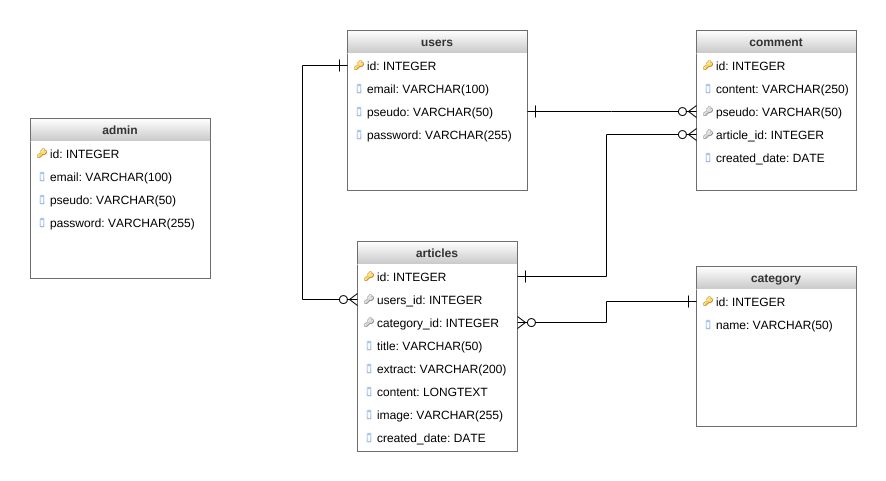 users
id: INTEGER
email: VARCHAR(100)
pseudo: VARCHAR(50)
password: VARCHAR(255)
comment
id: INTEGER
content: VARCHAR(250)
pseudo: VARCHAR(50)
article_id: INTEGER
created_date: DATE
admin
id: INTEGER
email: VARCHAR(100)
pseudo: VARCHAR(50)
password: VARCHAR(255)
articles
id: INTEGER
users_id: INTEGER
category_id: INTEGER
title: VARCHAR(50)
extract: VARCHAR(200)
content: LONGTEXT
image: VARCHAR(255)
created_date: DATE
category
id: INTEGER
name: VARCHAR(50)